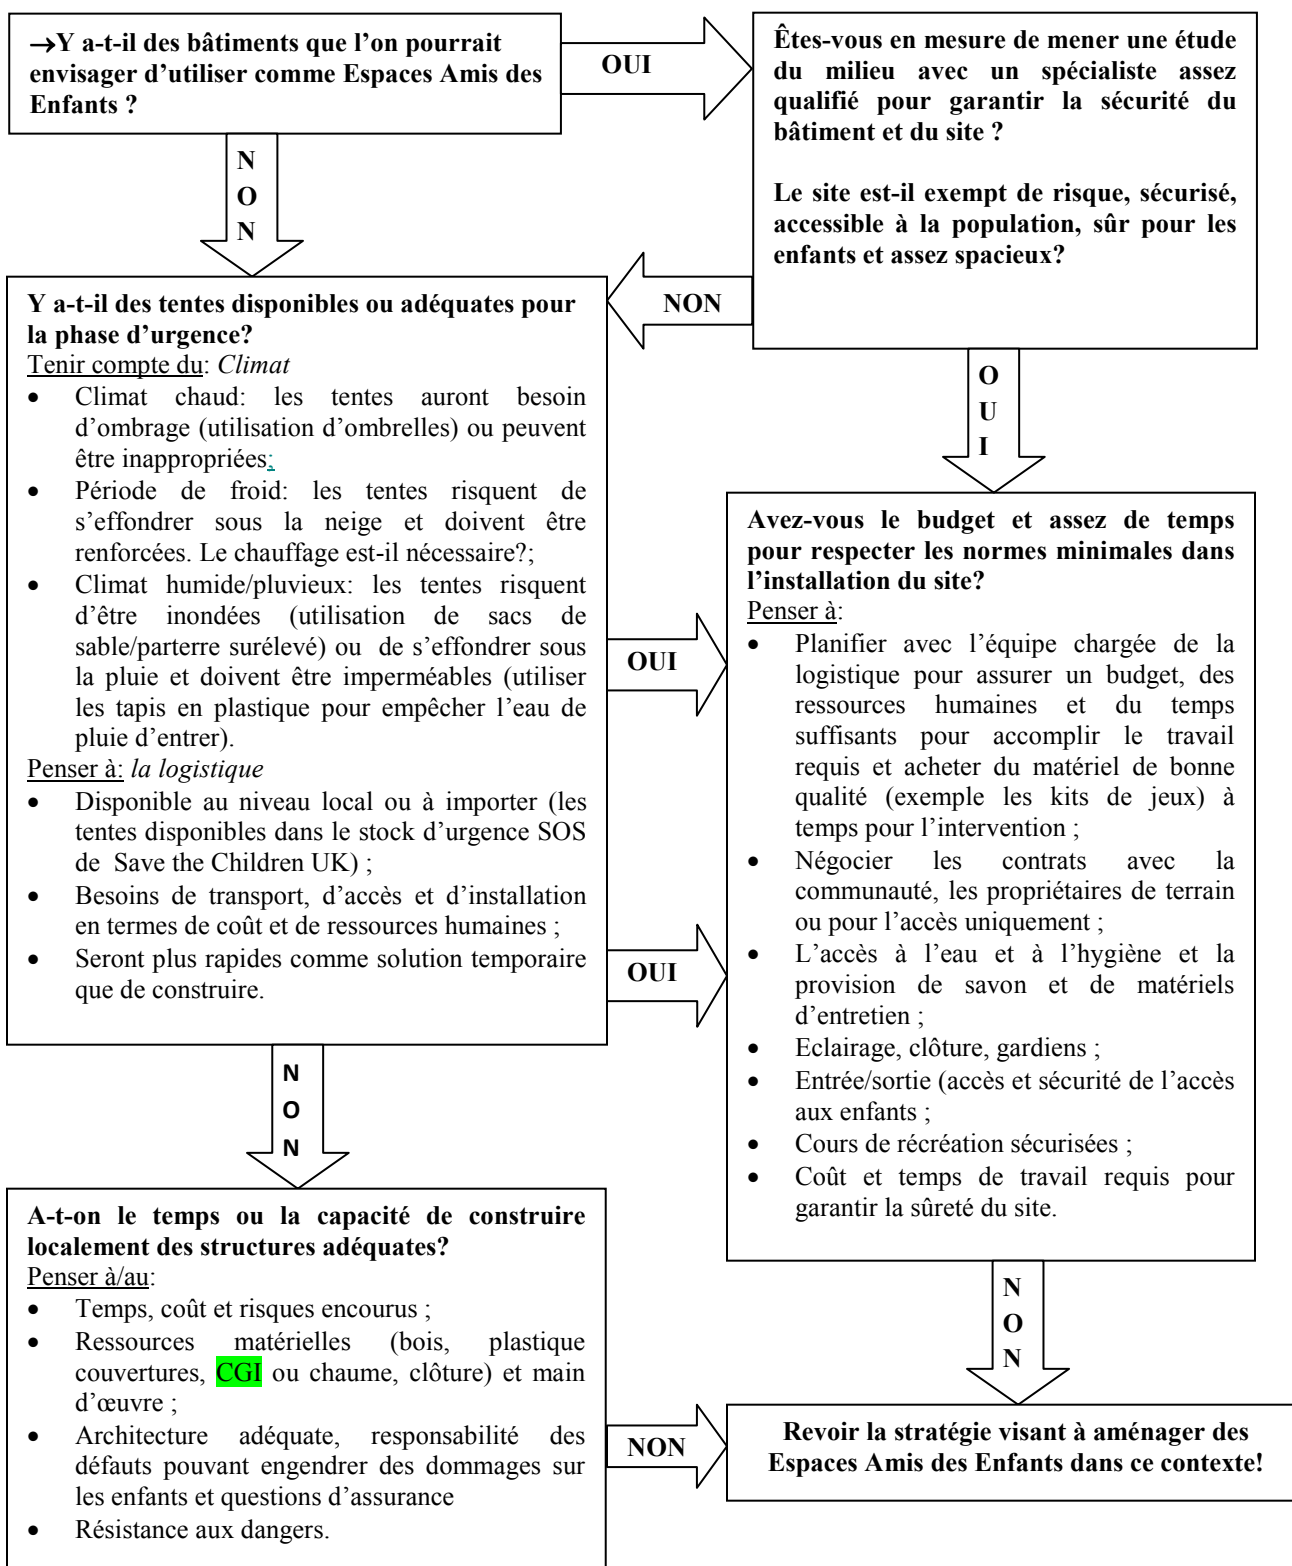 →Y a-t-il des bâtiments que l’on pourrait
envisager d’utiliser comme Espaces Amis des
Enfants ?
OUI
Êtes-vous en mesure de mener une étude
du milieu avec un spécialiste assez
qualifié pour garantir la sécurité du
bâtiment et du site ?
Le site est-il exempt de risque, sécurisé,
accessible à la population, sûr pour les
enfants et assez spacieux?
N
O
N
NON
O
U
I
Y a-t-il des tentes disponibles ou adéquates pour
la phase d’urgence?
Tenir compte du: Climat
• Climat chaud: les tentes auront besoin
d’ombrage (utilisation d’ombrelles) ou peuvent
être inappropriées;
• Période de froid: les tentes risquent de
s’effondrer sous la neige et doivent être
renforcées. Le chauffage est-il nécessaire?;
• Climat humide/pluvieux: les tentes risquent
d’être inondées (utilisation de sacs de
sable/parterre surélevé) ou de s’effondrer sous
la pluie et doivent être imperméables (utiliser
les tapis en plastique pour empêcher l’eau de
pluie d’entrer).
Penser à: la logistique
• Disponible au niveau local ou à importer (les
tentes disponibles dans le stock d’urgence SOS
de Save the Children UK) ;
• Besoins de transport, d’accès et d’installation
en termes de coût et de ressources humaines ;
• Seront plus rapides comme solution temporaire
que de construire.
OUI
OUI
Avez-vous le budget et assez de temps
pour respecter les normes minimales dans
l’installation du site?
Penser à:
• Planifier avec l’équipe chargée de la
logistique pour assurer un budget, des
ressources humaines et du temps
suffisants pour accomplir le travail
requis et acheter du matériel de bonne
qualité (exemple les kits de jeux) à
temps pour l’intervention ;
• Négocier les contrats avec la
communauté, les propriétaires de terrain
ou pour l’accès uniquement ;
• L’accès à l’eau et à l’hygiène et la
provision de savon et de matériels
d’entretien ;
• Eclairage, clôture, gardiens ;
• Entrée/sortie (accès et sécurité de l’accès
aux enfants ;
• Cours de récréation sécurisées ;
• Coût et temps de travail requis pour
garantir la sûreté du site.
N
O
N
N
O
N
A-t-on le temps ou la capacité de construire
localement des structures adéquates?
Penser à/au:
• Temps, coût et risques encourus ;
• Ressources matérielles (bois, plastique
couvertures, CGI ou chaume, clôture) et main
d’œuvre ;
• Architecture adéquate, responsabilité des
défauts pouvant engendrer des dommages sur
les enfants et questions d’assurance
• Résistance aux dangers.
NON
Revoir la stratégie visant à aménager des
Espaces Amis des Enfants dans ce contexte!